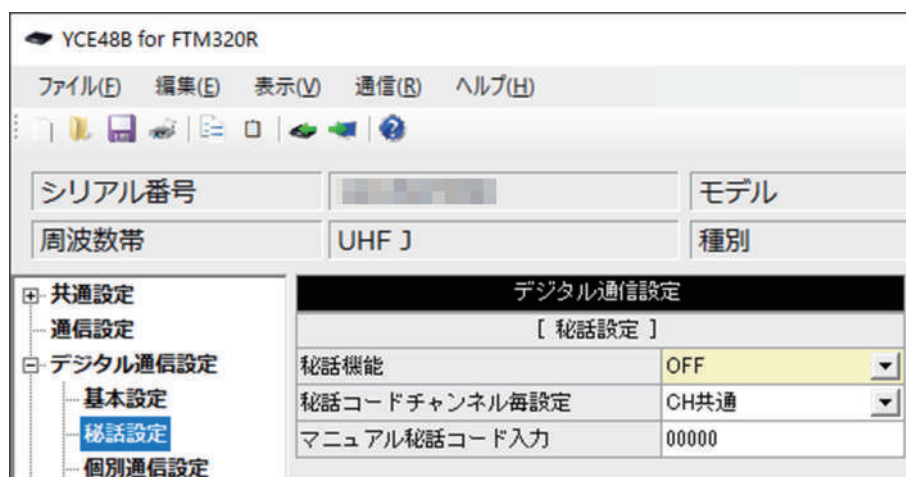 YCE48B for FTM320R
ファイル(F) 編集(E) 表示(V) 通信(R) ヘルプ(H)
シリアル番号 モデル
周波数帯 UHF J 種別
共通設定
通信設定
デジタル通信設定
基本設定
秘話設定
個別通信設定
デジタル通信設定
[ 秘話設定 ]
秘話機能 OFF
秘話コードチャンネル毎設定 CH共通
マニュアル秘話コード入力 00000